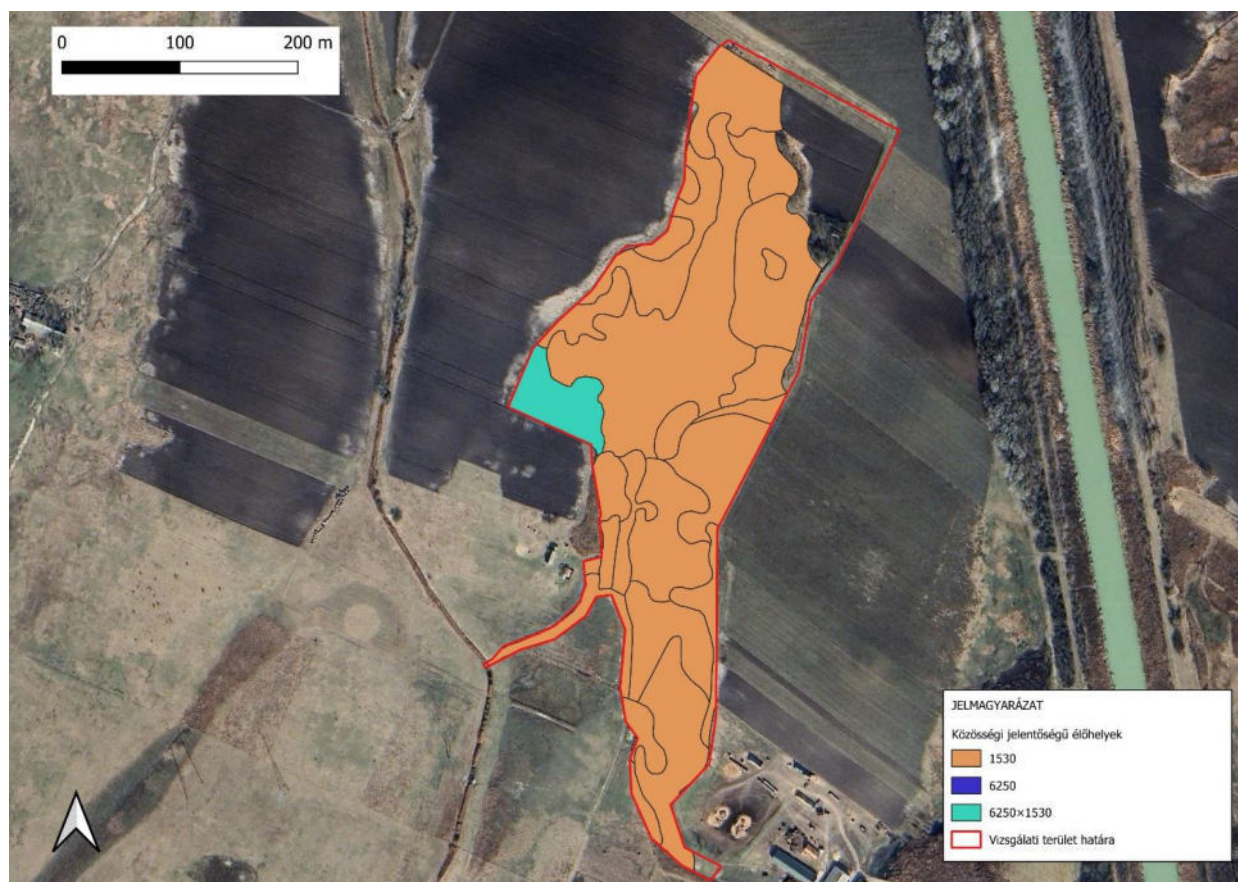 0 100 200 m
JELMAGYARÁZAT
Közösségi jelentőségű élőhelyek
1530
6250
6250×1530
Vizsgálati terület határa